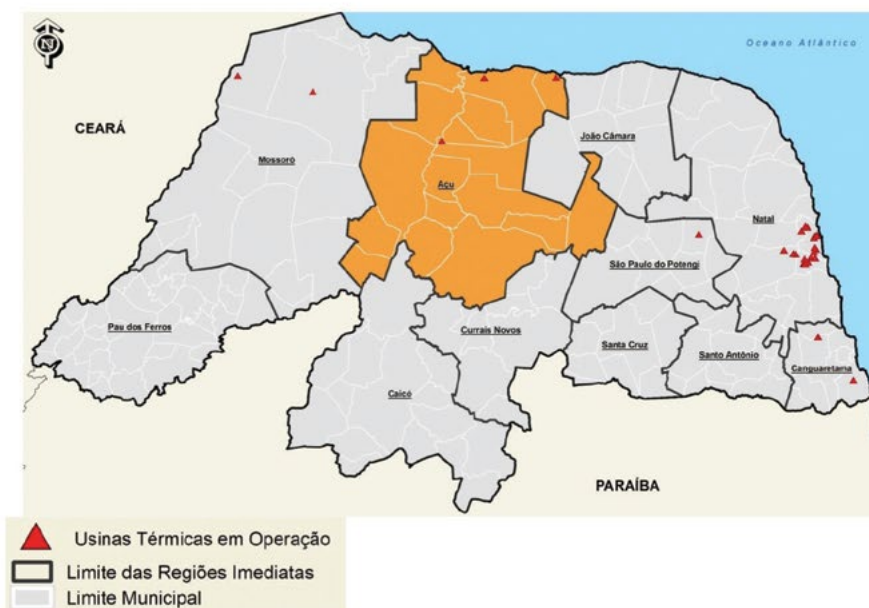 N
Oceano Atlântico
CEARÁ
João Câmara
Mossoró
Açu
Natal
São Paulo do Potengi
Pau dos Ferros
Currais Novos
Santa Cruz
Santo Antônio
Canguaretama
Caicó
PARAÍBA
Usinas Térmicas em Operação
Limite das Regiões Imediatas
Limite Municipal